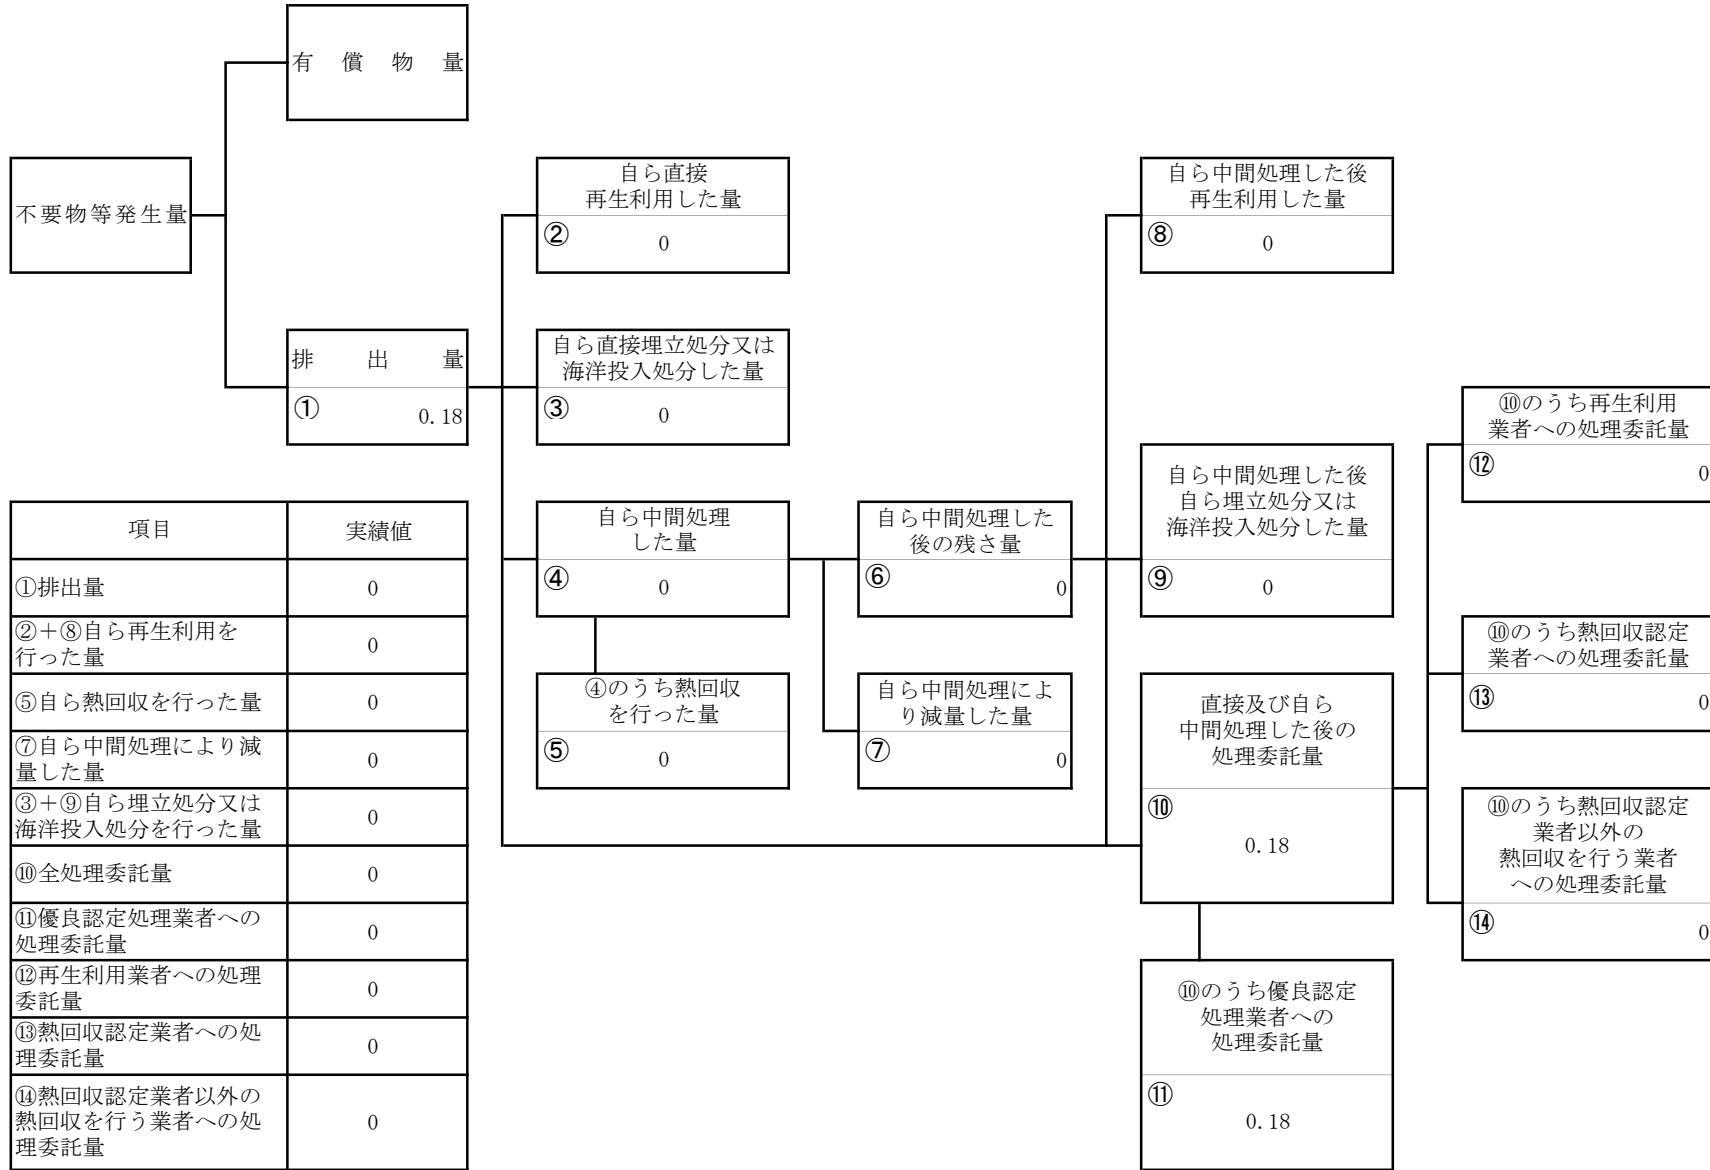 有償物量
不要物等発生量
排出量
①
0.18
自ら直接
再生利用した量
②
0
自ら直接埋立処分又は
海洋投入処分した量
③
0
自ら中間処理
した量
④
0
④のうち熱回収
を行った量
⑤
0
自ら中間処理した
後の残さ量
⑥
0
自ら中間処理によ
り減量した量
⑦
0
自ら中間処理した後
再生利用した量
⑧
0
自ら中間処理した後
自ら埋立処分又は
海洋投入処分した量
⑨
0
直接及び自ら
中間処理した後の
処理委託量
⑩
0.18
⑩のうち優良認定
処理業者への
処理委託量
⑪
0.18
⑩のうち再生利用
業者への処理委託量
⑫
0
⑩のうち熱回収認定
業者への処理委託量
⑬
0
⑩のうち熱回収認定
業者以外の
熱回収を行う業者
への処理委託量
⑭
0
項目 実績値
①排出量 0
②＋⑧自ら再生利用を
行った量 0
⑤自ら熱回収を行った量 0
⑦自ら中間処理により減
量した量 0
③＋⑨自ら埋立処分又は
海洋投入処分を行った量 0
⑩全処理委託量 0
⑪優良認定処理業者への
処理委託量 0
⑫再生利用業者への処理
委託量 0
⑬熱回収認定業者への処
理委託量 0
⑭熱回収認定業者以外の
熱回収を行う業者への処
理委託量 0